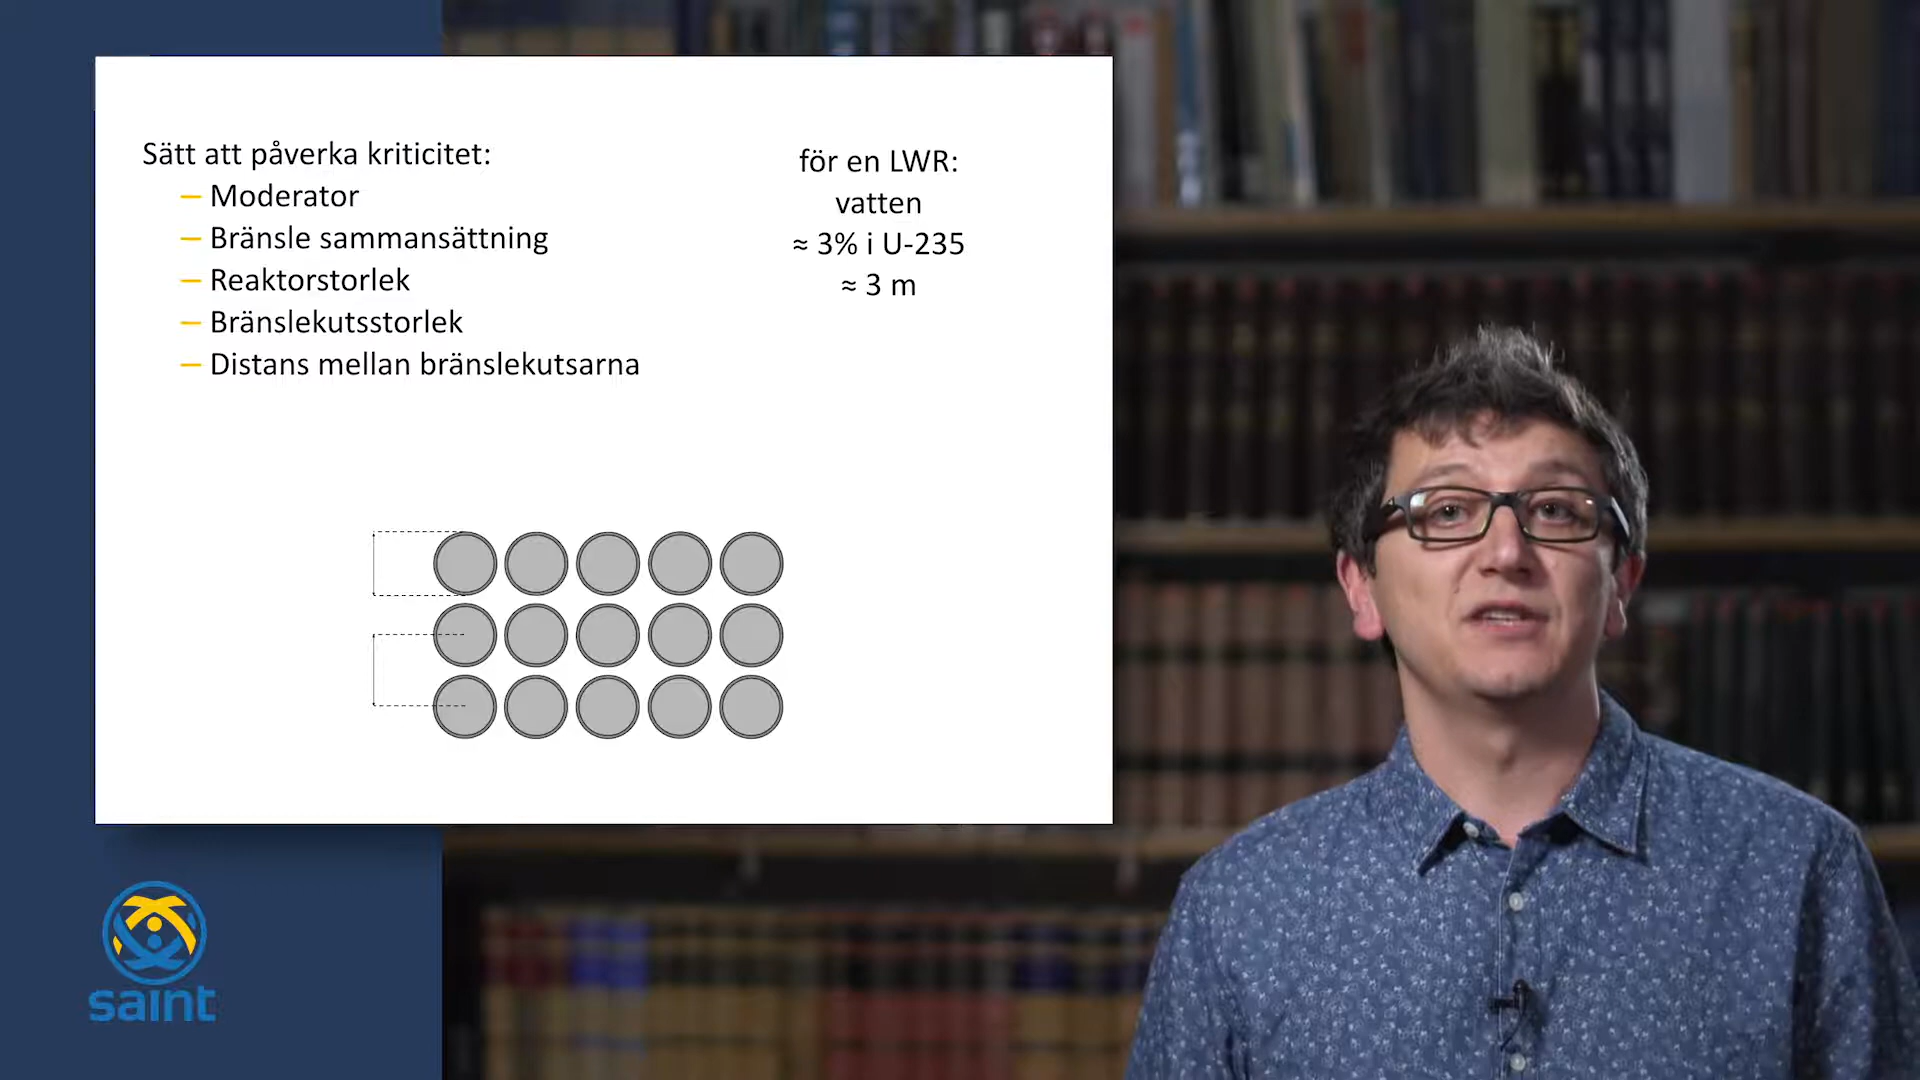 Sätt att påverka kriticitet:
— Moderator
— Bränsle sammansättning
— Reaktorstorlek
— Bränslekutsstorlek
— Distans mellan bränslekutsarna
för en LWR:
vatten
≈ 3% i U-235
≈ 3 m
saint